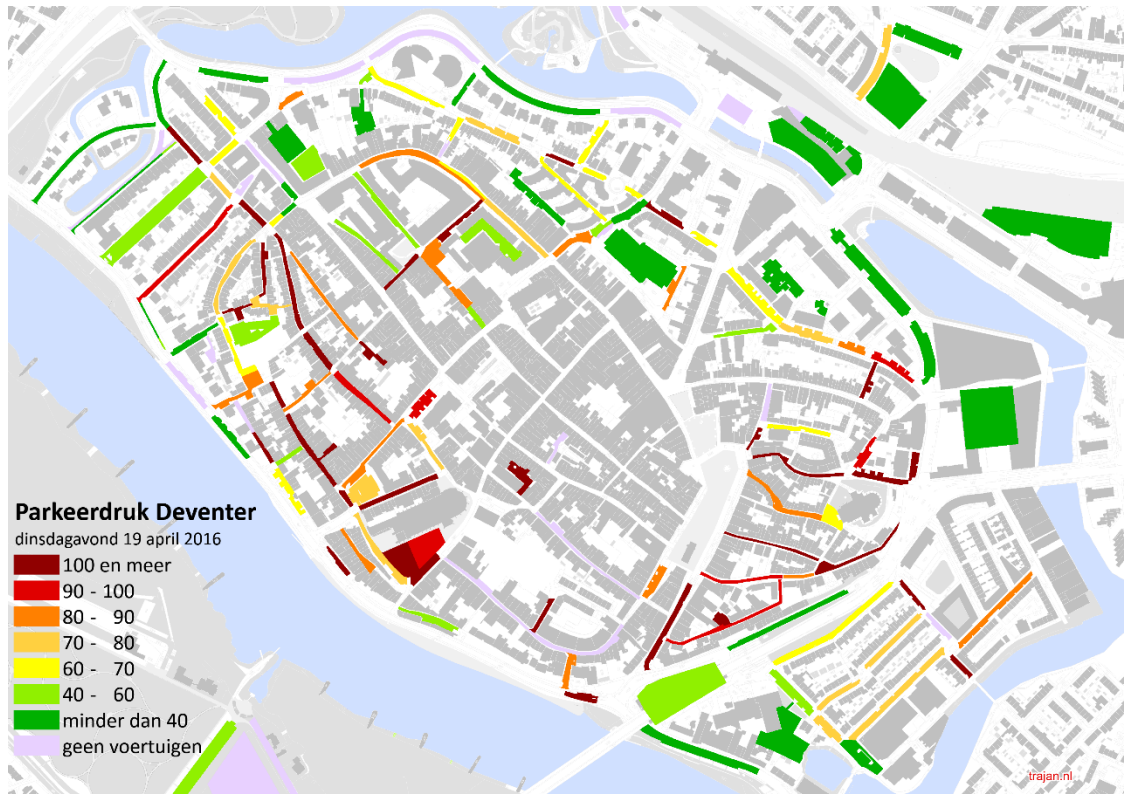 Parkeerdruk Deventer
dinsdagavond 19 april 2016
100 en meer
90 - 100
80 - 90
70 - 80
60 - 70
40 - 60
minder dan 40
geen voertuigen
trajan.nl